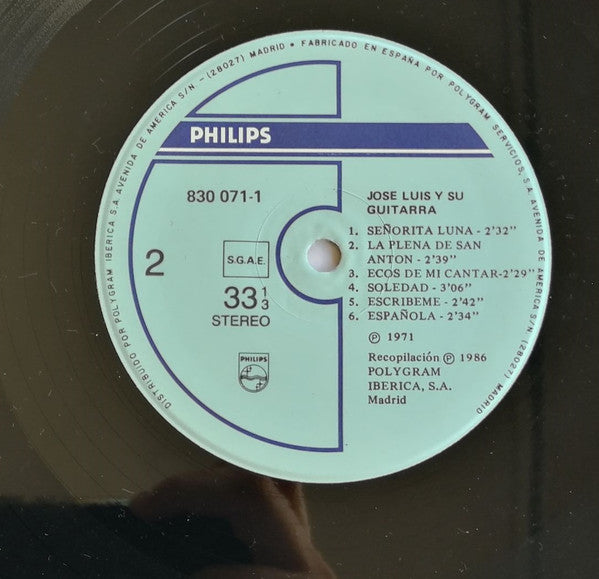 DISTRIBUIDO POR POLYGRAM IBERICA S.A. AVENIDA DE AMERICA S/N - (28027) MADRID • FABRICADO EN ESPAÑA POR POLYGRAM SERVICIOS, S.A. AVENIDA DE AMERICA S/N. (28027) MADRID
PHILIPS
830 071-1
2
S.G.A.E.
33 1/3
STEREO
PHILIPS
JOSE LUIS Y SU
GUITARRA
1. SEÑORITA LUNA - 2'32"
2. LA PLENA DE SAN
ANTON - 2'39"
3. ECOS DE MI CANTAR-2'29"
4. SOLEDAD - 3'06"
5. ESCRIBEME - 2'42"
6. ESPAÑOLA - 2'34"
℗ 1971
Recopilación ℗ 1986
POLYGRAM
IBERICA, S.A.
Madrid